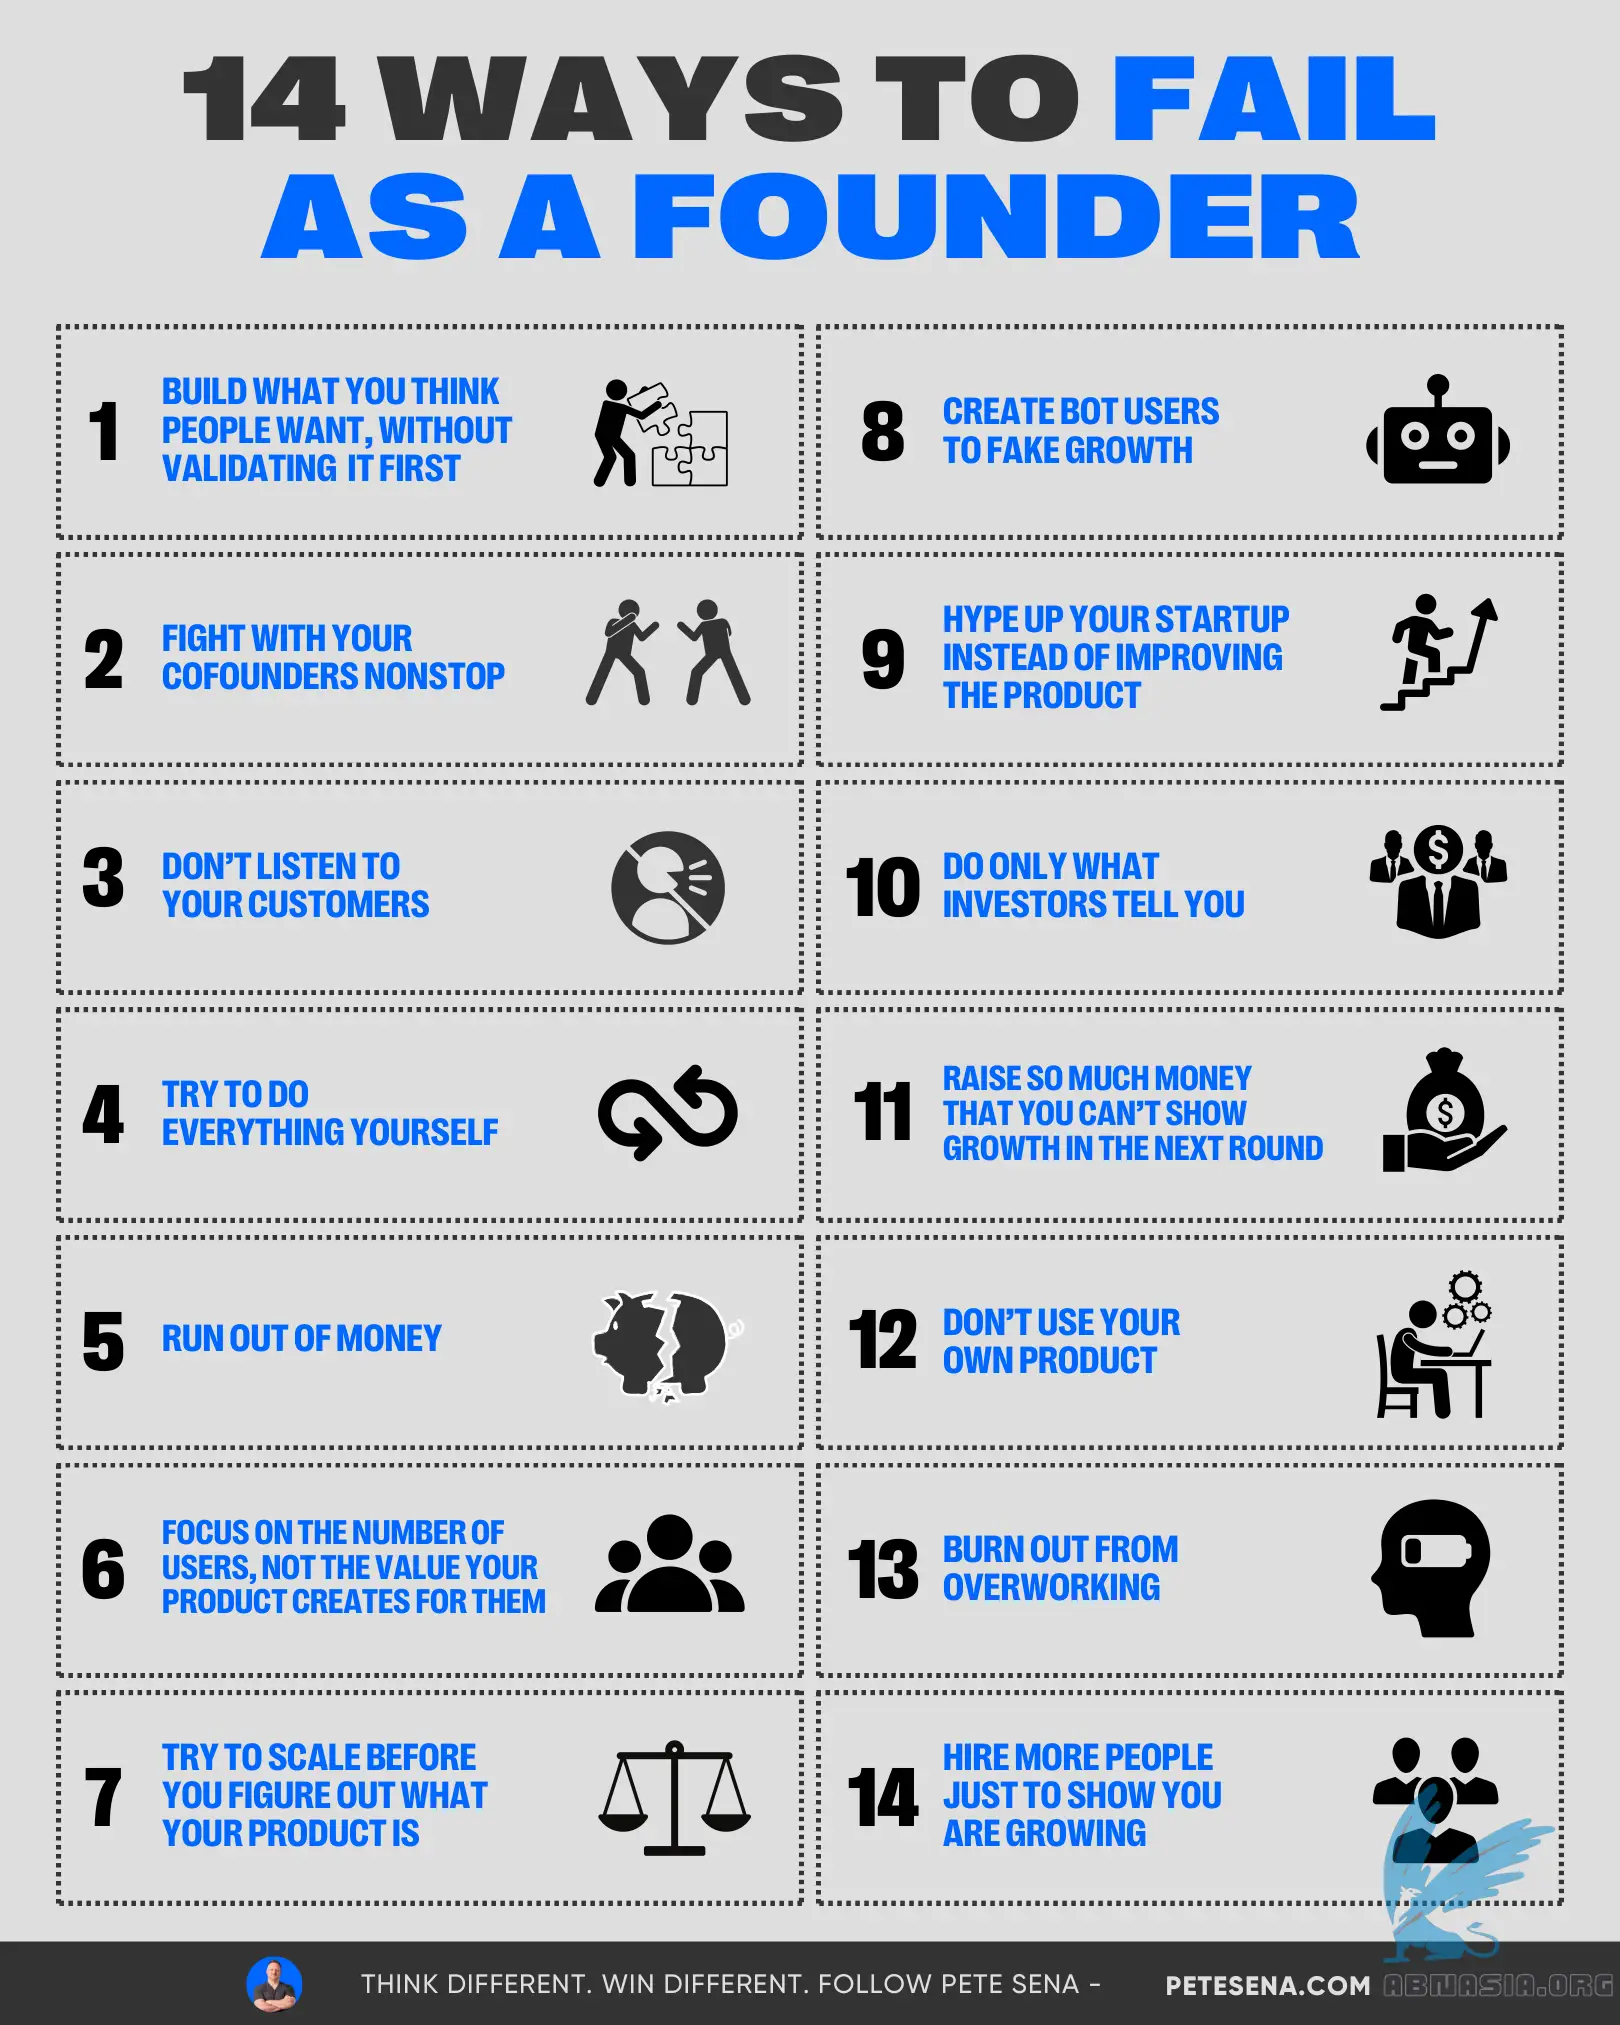 14 WAYS TO FAIL
AS A FOUNDER
1
BUILD WHAT YOU THINK
PEOPLE WANT, WITHOUT
VALIDATING IT FIRST
2
FIGHT WITH YOUR
COFOUNDERS NONSTOP
3
DON'T LISTEN TO
YOUR CUSTOMERS
4
TRY TO DO
EVERYTHING YOURSELF
5
RUN OUT OF MONEY
6
FOCUS ON THE NUMBER OF
USERS, NOT THE VALUE YOUR
PRODUCT CREATES FOR THEM
7
TRY TO SCALE BEFORE
YOU FIGURE OUT WHAT
YOUR PRODUCT IS
8
CREATE BOT USERS
TO FAKE GROWTH
9
HYPE UP YOUR STARTUP
INSTEAD OF IMPROVING
THE PRODUCT
10
DO ONLY WHAT
INVESTORS TELL YOU
$
11
RAISE SO MUCH MONEY
THAT YOU CAN'T SHOW
GROWTH IN THE NEXT ROUND
$
12
DON'T USE YOUR
OWN PRODUCT
13
BURN OUT FROM
OVERWORKING
14
HIRE MORE PEOPLE
JUST TO SHOW YOU
ARE GROWING
THINK DIFFERENT. WIN DIFFERENT. FOLLOW PETE SENA - PETESENA.COM
ABNASIA.ORG